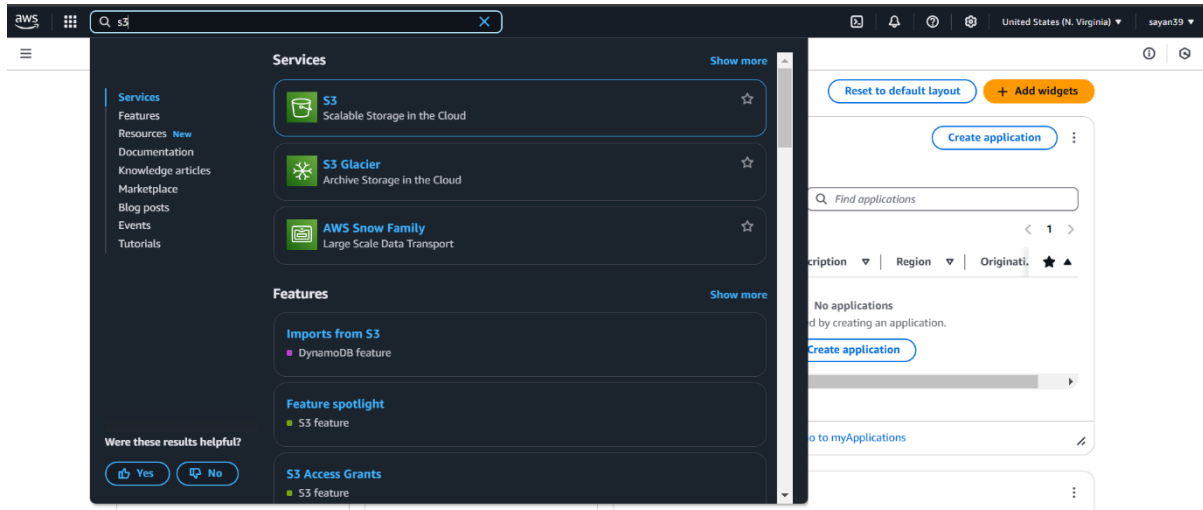 aws
s3
United States (N. Virginia)
sayan39
Services
Features
Resources New
Documentation
Knowledge articles
Marketplace
Blog posts
Events
Tutorials
Were these results helpful?
Yes
No
Services
Show more
S3
Scalable Storage in the Cloud
S3 Glacier
Archive Storage in the Cloud
AWS Snow Family
Large Scale Data Transport
Features
Show more
Imports from S3
DynamoDB feature
Feature spotlight
S3 feature
S3 Access Grants
S3 feature
Reset to default layout
+ Add widgets
Create application
Find applications
1
cription Region Originati.
No applications
d by creating an application.
Create application
o to myApplications